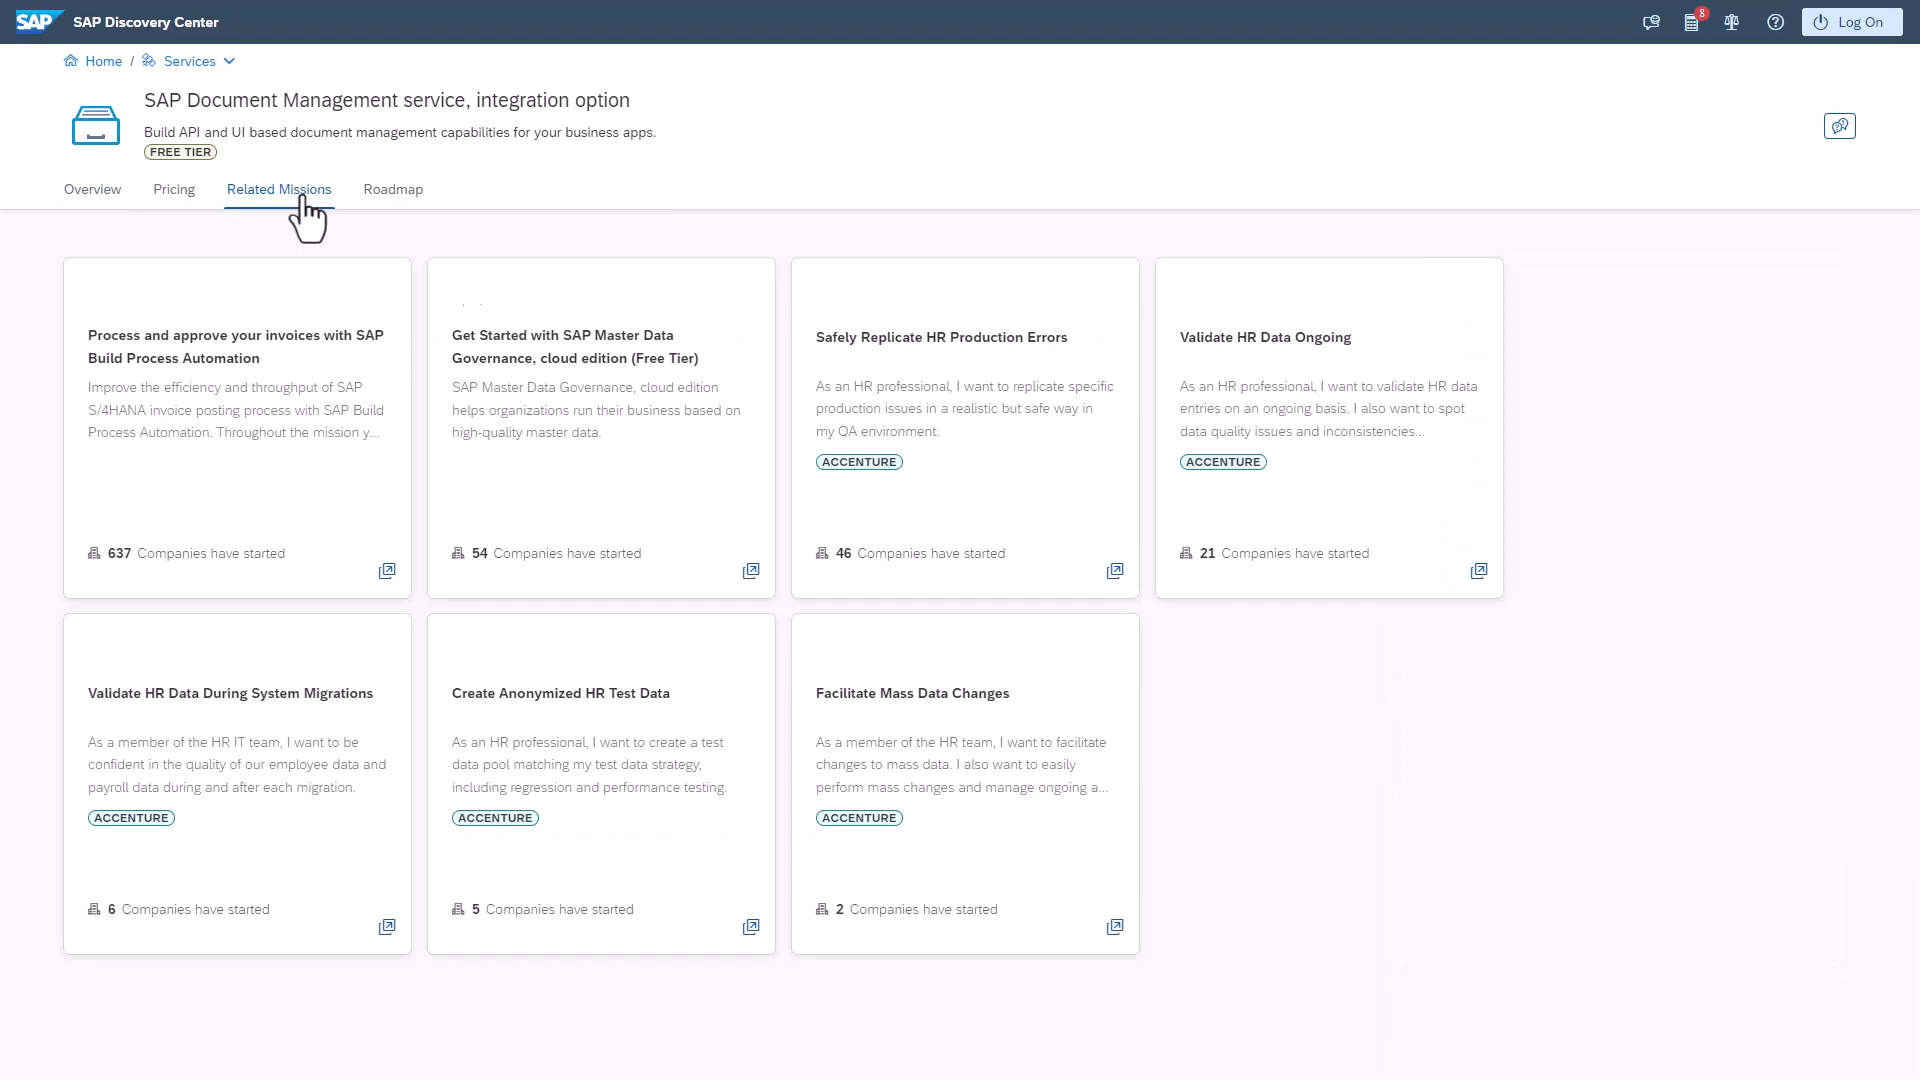 SAP SAP Discovery Center
8
Log On
Home / Services
SAP Document Management service, integration option
Build API and UI based document management capabilities for your business apps.
FREE TIER
Overview Pricing Related Missions Roadmap
Process and approve your invoices with SAP
Build Process Automation
Improve the efficiency and throughput of SAP
S/4HANA invoice posting process with SAP Build
Process Automation. Throughout the mission y...
637 Companies have started
Get Started with SAP Master Data
Governance, cloud edition (Free Tier)
SAP Master Data Governance, cloud edition
helps organizations run their business based on
high-quality master data.
54 Companies have started
Safely Replicate HR Production Errors
As an HR professional, I want to replicate specific
production issues in a realistic but safe way in
my QA environment.
ACCENTURE
46 Companies have started
Validate HR Data Ongoing
As an HR professional, I want to validate HR data
entries on an ongoing basis. I also want to spot
data quality issues and inconsistencies...
ACCENTURE
21 Companies have started
Validate HR Data During System Migrations
As a member of the HR IT team, I want to be
confident in the quality of our employee data and
payroll data during and after each migration.
ACCENTURE
6 Companies have started
Create Anonymized HR Test Data
As an HR professional, I want to create a test
data pool matching my test data strategy,
including regression and performance testing.
ACCENTURE
5 Companies have started
Facilitate Mass Data Changes
As a member of the HR team, I want to facilitate
changes to mass data. I also want to easily
perform mass changes and manage ongoing a...
ACCENTURE
2 Companies have started